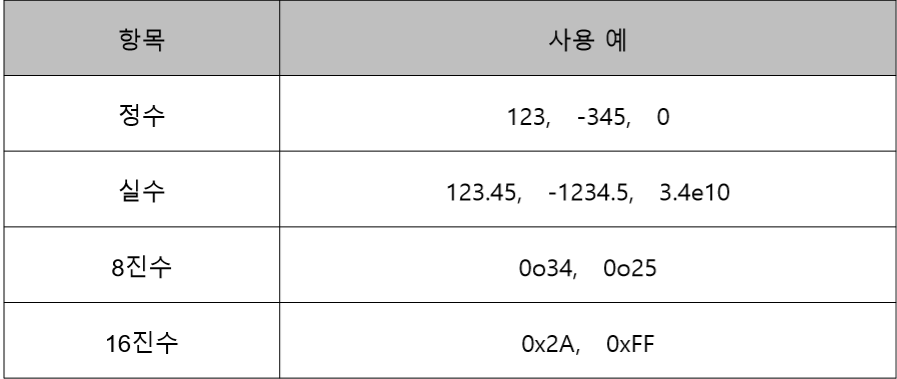 항목 사용 예
정수 123, -345, 0
실수 123.45, -1234.5, 3.4e10
8진수 0o34, 0o25
16진수 0x2A, 0xFF